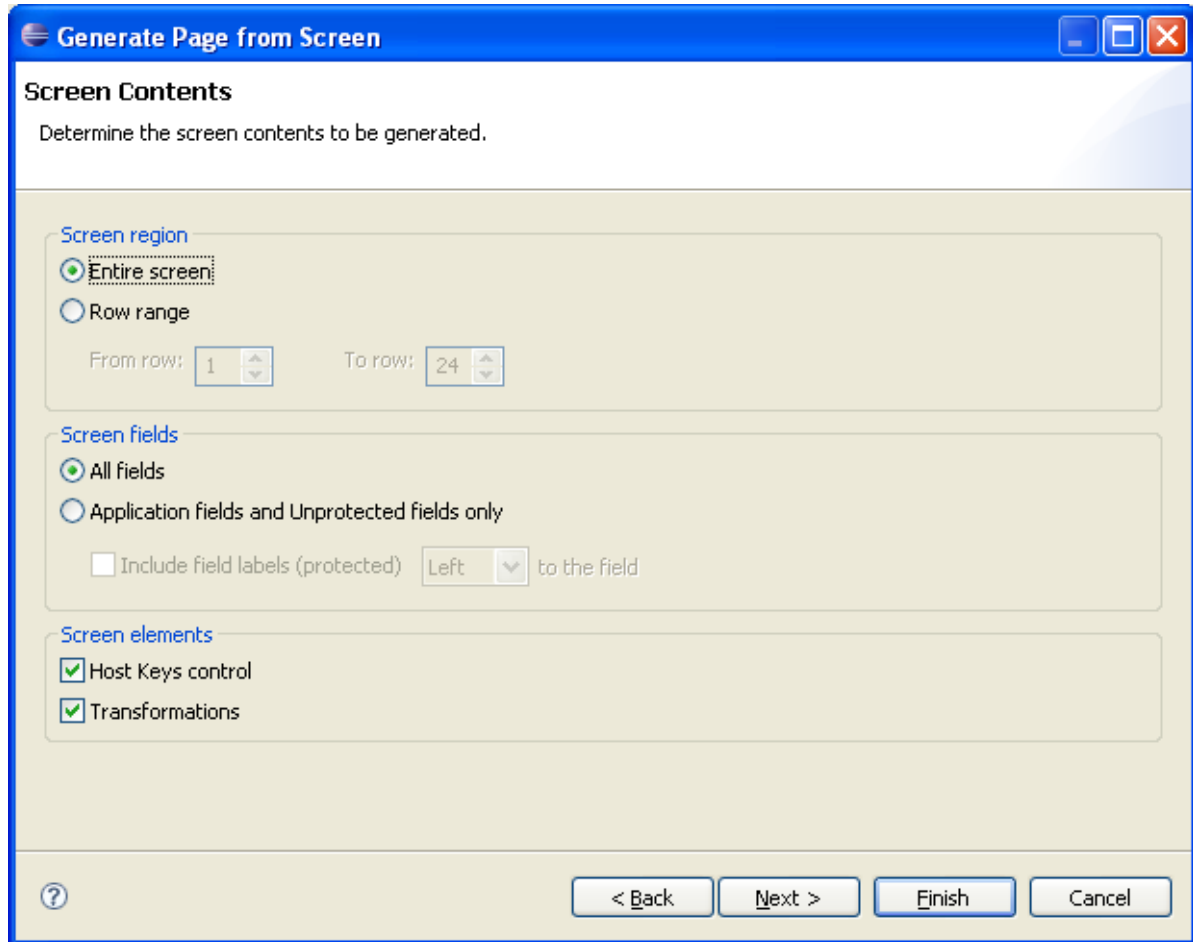 Generate Page from Screen
Screen Contents
Determine the screen contents to be generated.
Screen region
Entire screen
Row range
From row: 1 To row: 24
Screen fields
All fields
Application fields and Unprotected fields only
Include field labels (protected) Left to the field
Screen elements
Host Keys control
Transformations
? < Back Next > Finish Cancel